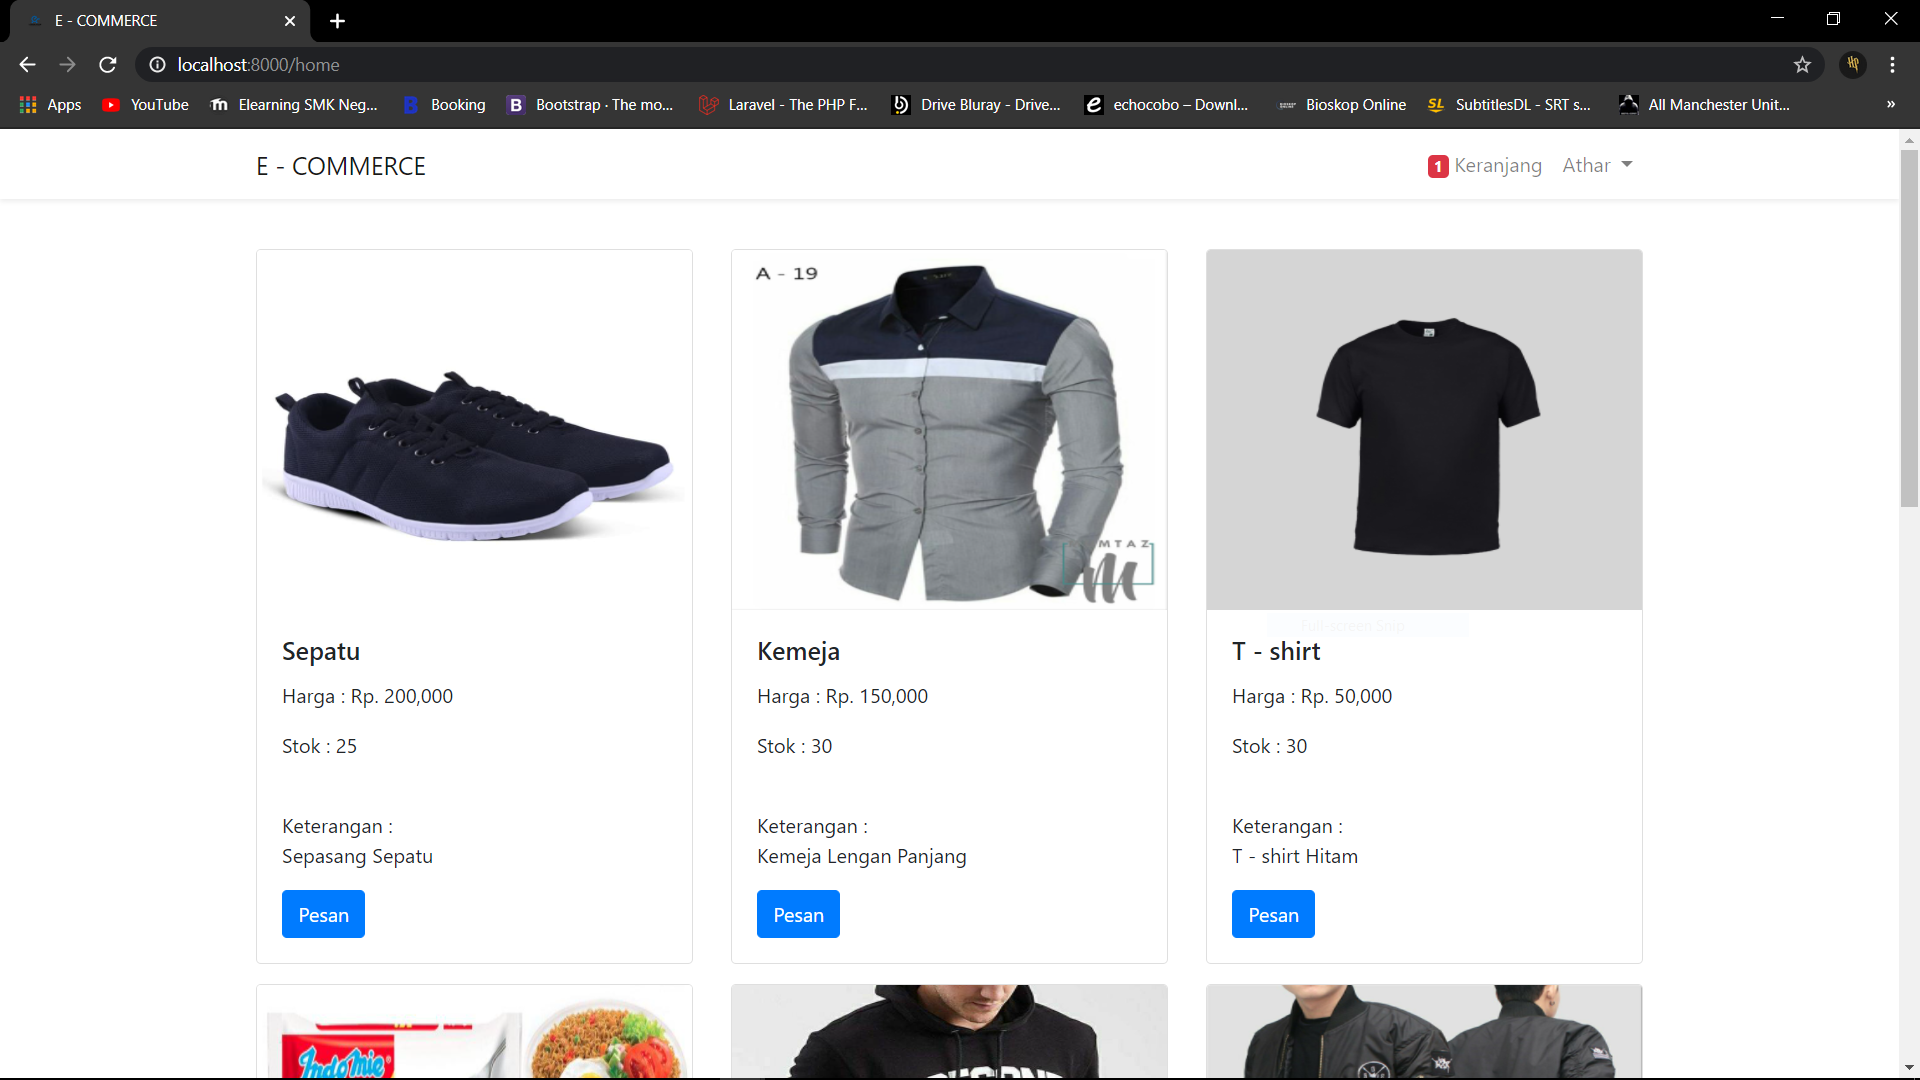 E - COMMERCE
localhost:8000/home
Apps
YouTube
Elearning SMK Neg...
Booking
Bootstrap · The mo...
Laravel - The PHP F...
Drive Bluray - Drive...
echocobo – Downl...
Bioskop Online
SubtitlesDL - SRT s...
All Manchester Unit...
E - COMMERCE
1 Keranjang
Athar
A - 19
MTAZ
M
Full-screen Snip
Sepatu
Harga : Rp. 200,000
Stok : 25
Keterangan :
Sepasang Sepatu
Pesan
Kemeja
Harga : Rp. 150,000
Stok : 30
Keterangan :
Kemeja Lengan Panjang
Pesan
T - shirt
Harga : Rp. 50,000
Stok : 30
Keterangan :
T - shirt Hitam
Pesan
Indomie